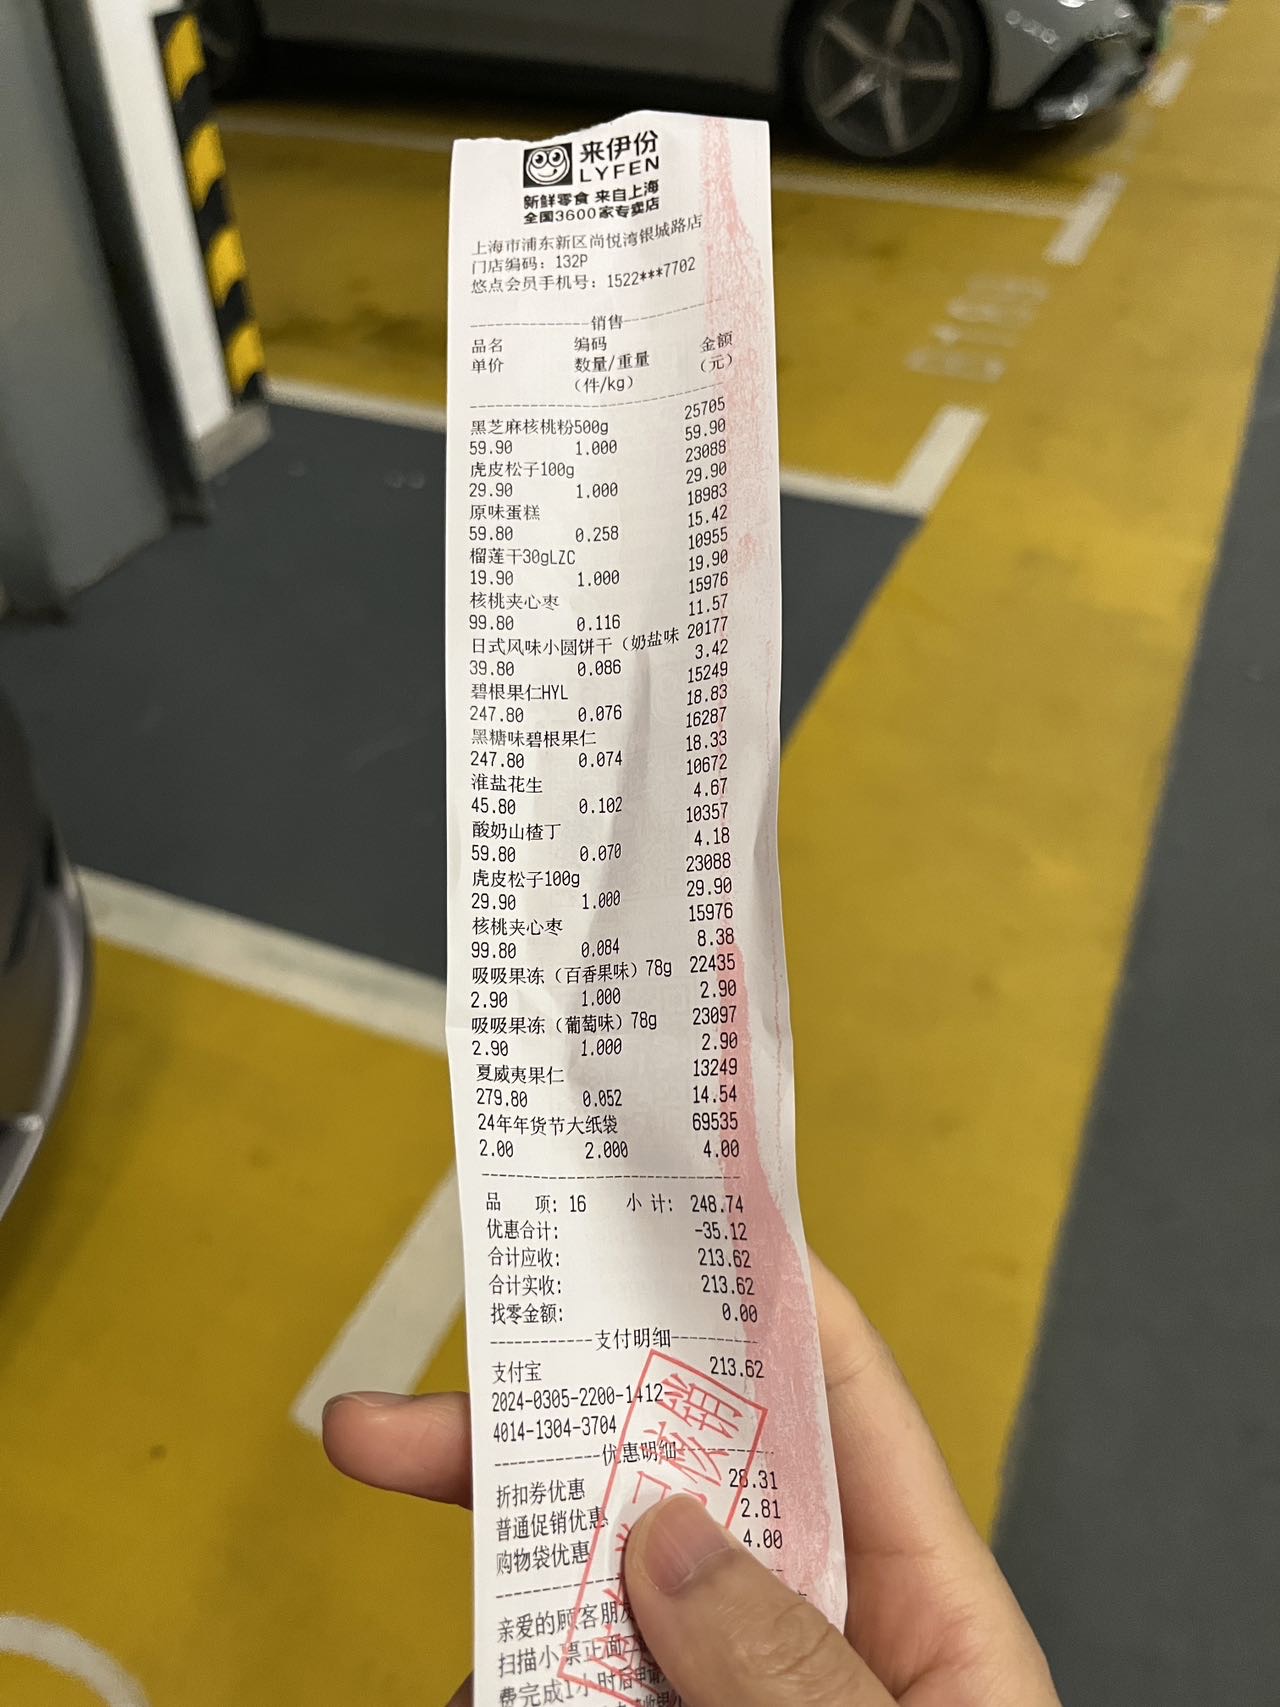 来伊份
LYFEN
新鲜零食 来自上海
全国3600家专卖店
上海市浦东新区尚悦湾银城路店
门店编码：132P
悠点会员手机号：1522***7702
--------------销售--------------
品名 编码 金额
单价 数量/重量 (元)
(件/kg)
黑芝麻核桃粉500g 25705
59.90 1.000 59.90
虎皮松子100g 23088
29.90 1.000 29.90
原味蛋糕 18983
59.80 0.258 15.42
榴莲干30gLZC 10955
19.90 1.000 19.90
核桃夹心枣 15976
99.80 0.116 11.57
日式风味小圆饼干（奶盐味 20177
39.80 0.086 3.42
碧根果仁HYL 15249
247.80 0.076 18.83
黑糖味碧根果仁 16287
247.80 0.074 18.33
淮盐花生 10672
45.80 0.102 4.67
酸奶山楂丁 10357
59.80 0.070 4.18
虎皮松子100g 23088
29.90 1.000 29.90
核桃夹心枣 15976
99.80 0.084 8.38
吸吸果冻（百香果味）78g 22435
2.90 1.000 2.90
吸吸果冻（葡萄味）78g 23097
2.90 1.000 2.90
夏威夷果仁 13249
279.80 0.052 14.54
24年年货节大纸袋 69535
2.00 2.000 4.00
品 项: 16 小 计: 248.74
优惠合计: -35.12
合计应收: 213.62
合计实收: 213.62
找零金额: 0.00
------------支付明细----------
支付宝 213.62
2024-0305-2200-1412-
4014-1304-3704
------------优惠明细----------
折扣券优惠 28.31
普通促销优惠 2.81
购物袋优惠 4.00
亲爱的顾客朋友
扫描小票正面
费完成1小时后申请
已核销